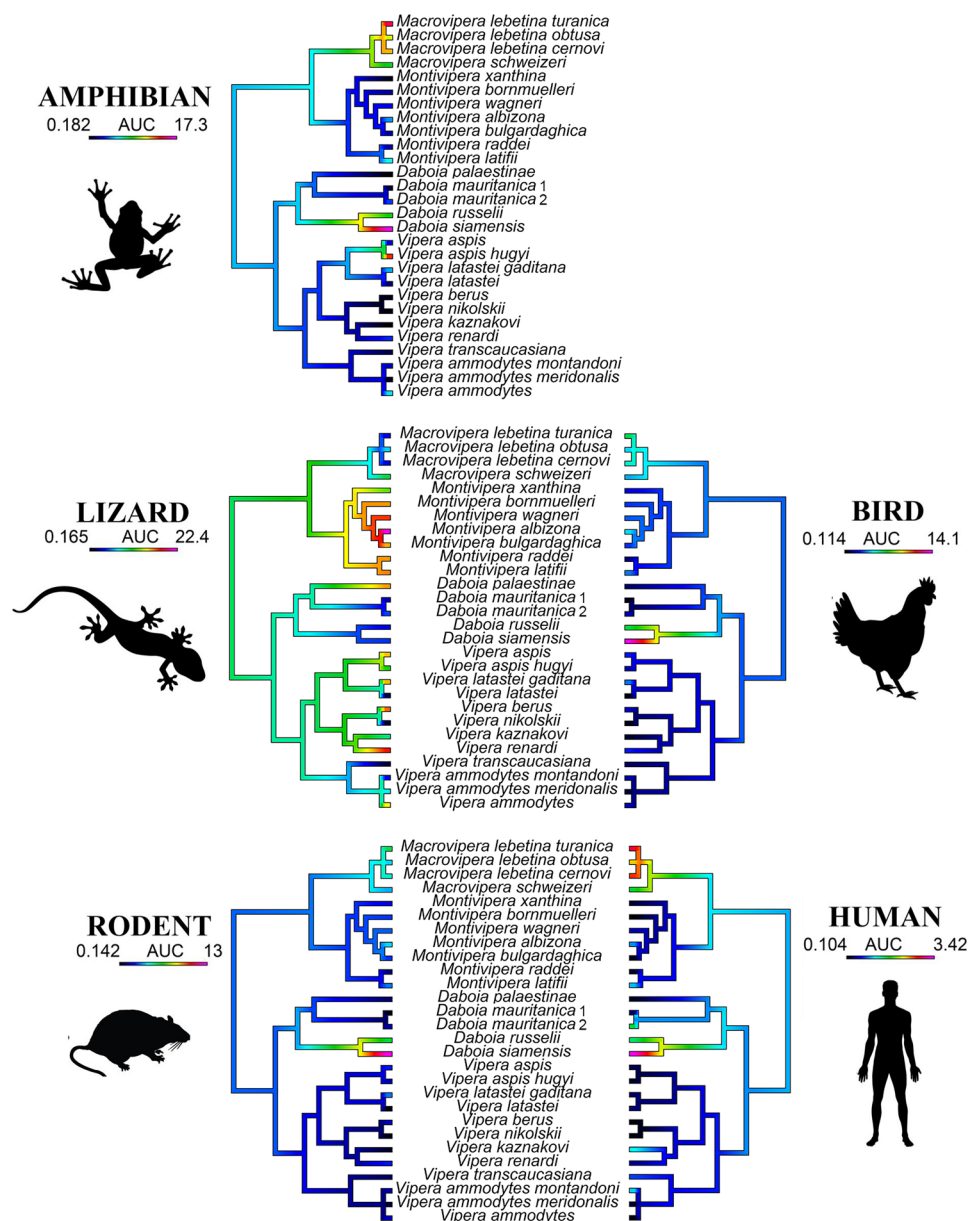 AMPHIBIAN
0.182 AUC 17.3
Macrovipera lebetina turanica
Macrovipera lebetina obtusa
Macrovipera lebetina cernovi
Macrovipera schweizeri
Montivipera xanthina
Montivipera bornmuelleri
Montivipera wagneri
Montivipera albizona
Montivipera bulgardaghica
Montivipera raddei
Montivipera latifii
Daboia palaestinae
Daboia mauritanica 1
Daboia mauritanica 2
Daboia russelii
Daboia siamensis
Vipera aspis
Vipera aspis hugyi
Vipera latastei gaditana
Vipera latastei
Vipera berus
Vipera nikolskii
Vipera kaznakovi
Vipera renardi
Vipera transcaucasiana
Vipera ammodytes montandoni
Vipera ammodytes meridonalis
Vipera ammodytes
LIZARD
0.165 AUC 22.4
Macrovipera lebetina turanica
Macrovipera lebetina obtusa
Macrovipera lebetina cernovi
Macrovipera schweizeri
Montivipera xanthina
Montivipera bornmuelleri
Montivipera wagneri
Montivipera albizona
Montivipera bulgardaghica
Montivipera raddei
Montivipera latifii
Daboia palaestinae
Daboia mauritanica 1
Daboia mauritanica 2
Daboia russelii
Daboia siamensis
Vipera aspis
Vipera aspis hugyi
Vipera latastei gaditana
Vipera latastei
Vipera berus
Vipera nikolskii
Vipera kaznakovi
Vipera renardi
Vipera transcaucasiana
Vipera ammodytes montandoni
Vipera ammodytes meridonalis
Vipera ammodytes
BIRD
0.114 AUC 14.1
RODENT
0.142 AUC 13
Macrovipera lebetina turanica
Macrovipera lebetina obtusa
Macrovipera lebetina cernovi
Macrovipera schweizeri
Montivipera xanthina
Montivipera bornmuelleri
Montivipera wagneri
Montivipera albizona
Montivipera bulgardaghica
Montivipera raddei
Montivipera latifii
Daboia palaestinae
Daboia mauritanica 1
Daboia mauritanica 2
Daboia russelii
Daboia siamensis
Vipera aspis
Vipera aspis hugyi
Vipera latastei gaditana
Vipera latastei
Vipera berus
Vipera nikolskii
Vipera kaznakovi
Vipera renardi
Vipera transcaucasiana
Vipera ammodytes montandoni
Vipera ammodytes meridonalis
Vipera ammodytes
HUMAN
0.104 AUC 3.42